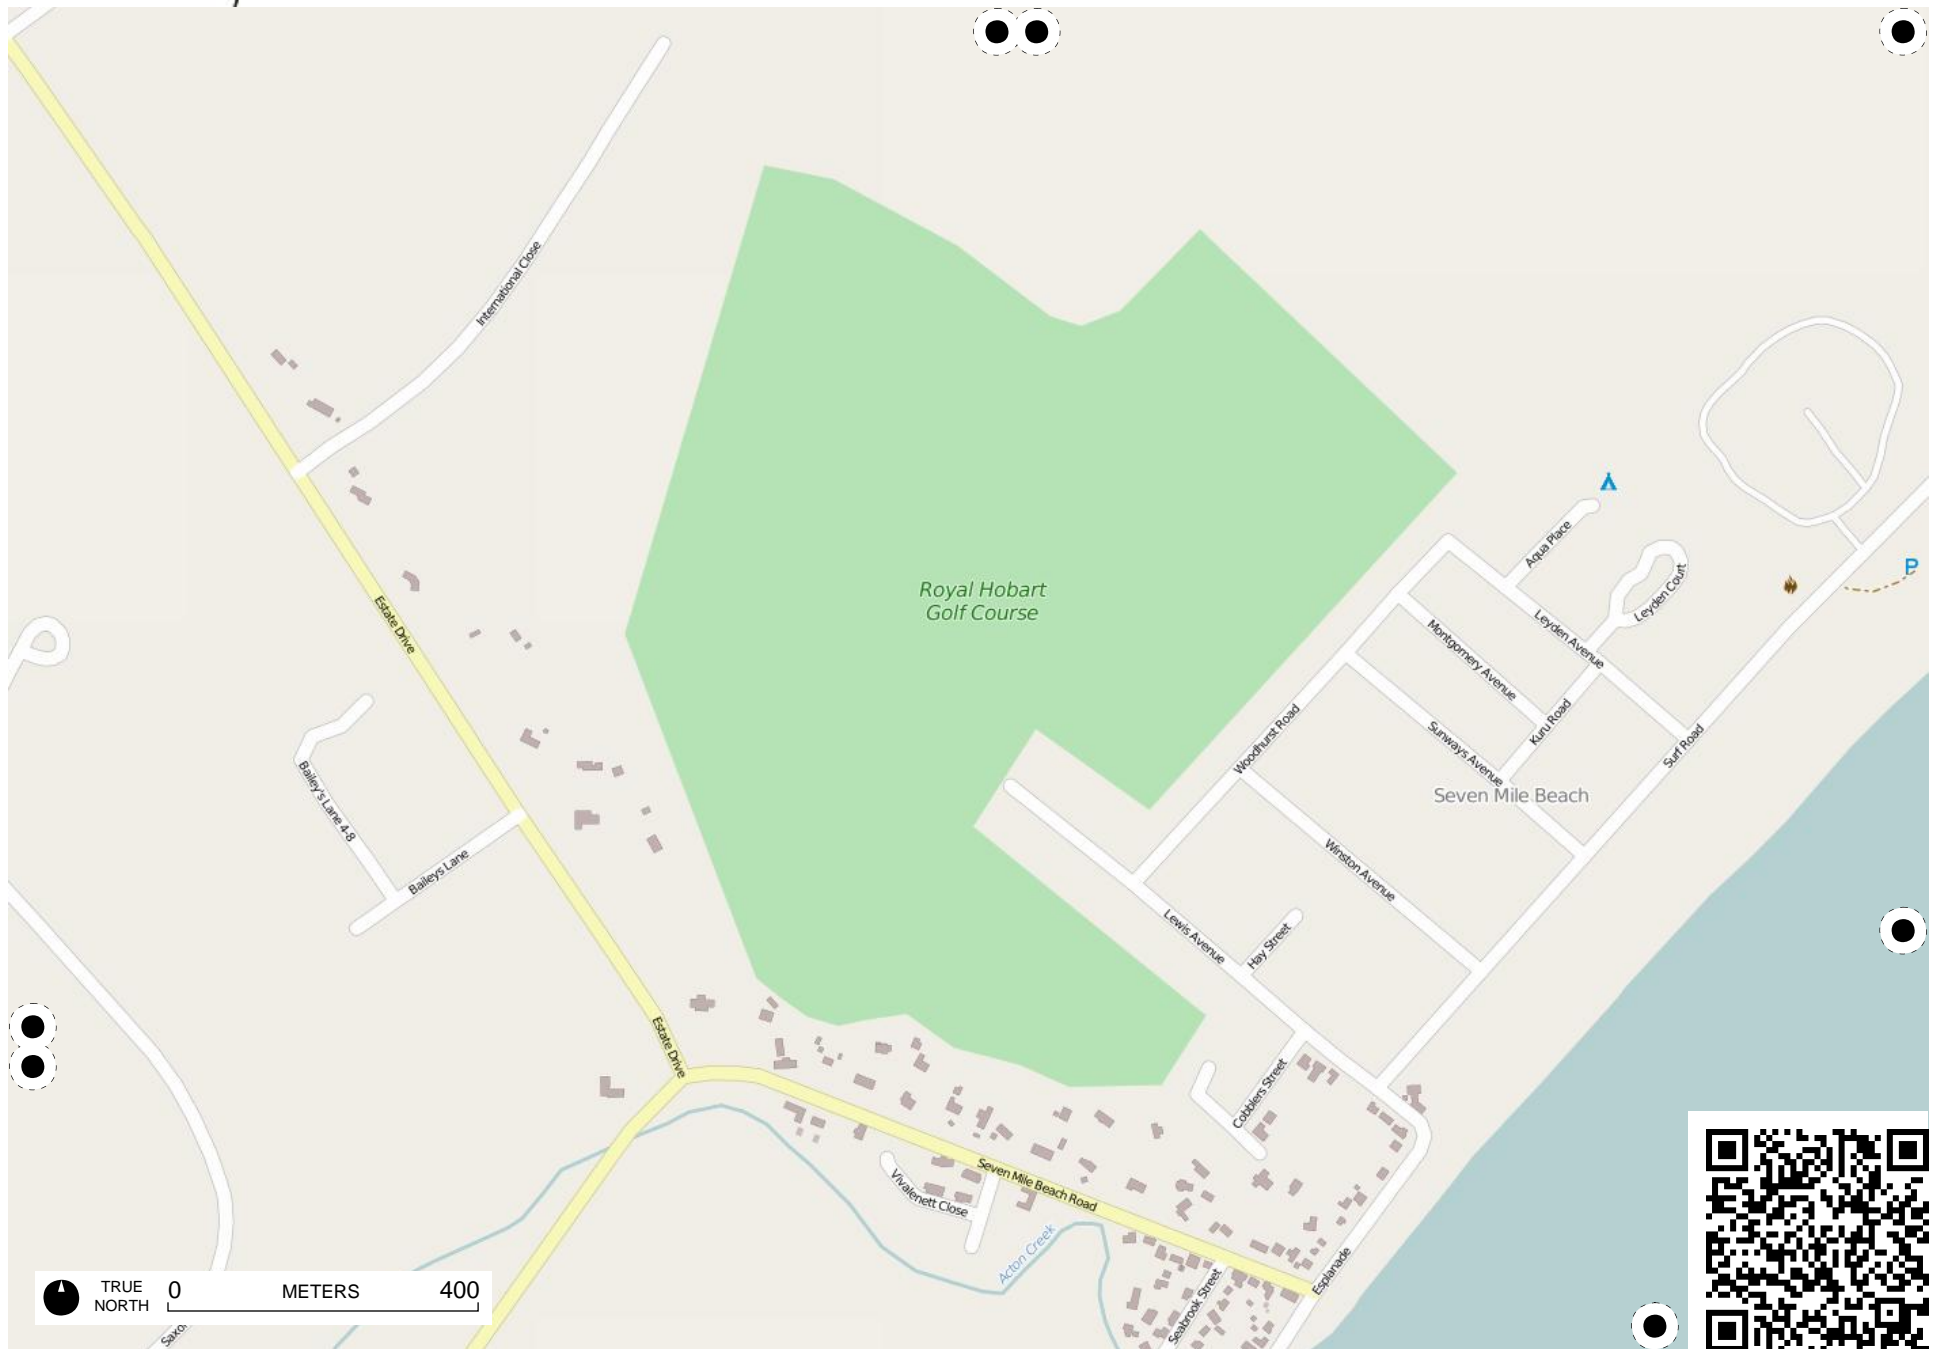 International Close
Estate Drive
Royal Hobart
Golf Course
Aqua Place
P
Leyden Court
Leyden Avenue
Montgomery Avenue
Kuru Road
Sunways Avenue
Woodhurst Road
Surf Road
Seven Mile Beach
Bailey's Lane 4-8
Baileys Lane
Winston Avenue
Lewis Avenue
Hay Street
Estate Drive
Cobblers Street
Seven Mile Beach Road
Vivalenett Close
Acton Creek
Esplanade
Seabrook Street
TRUE
NORTH
0 METERS 400